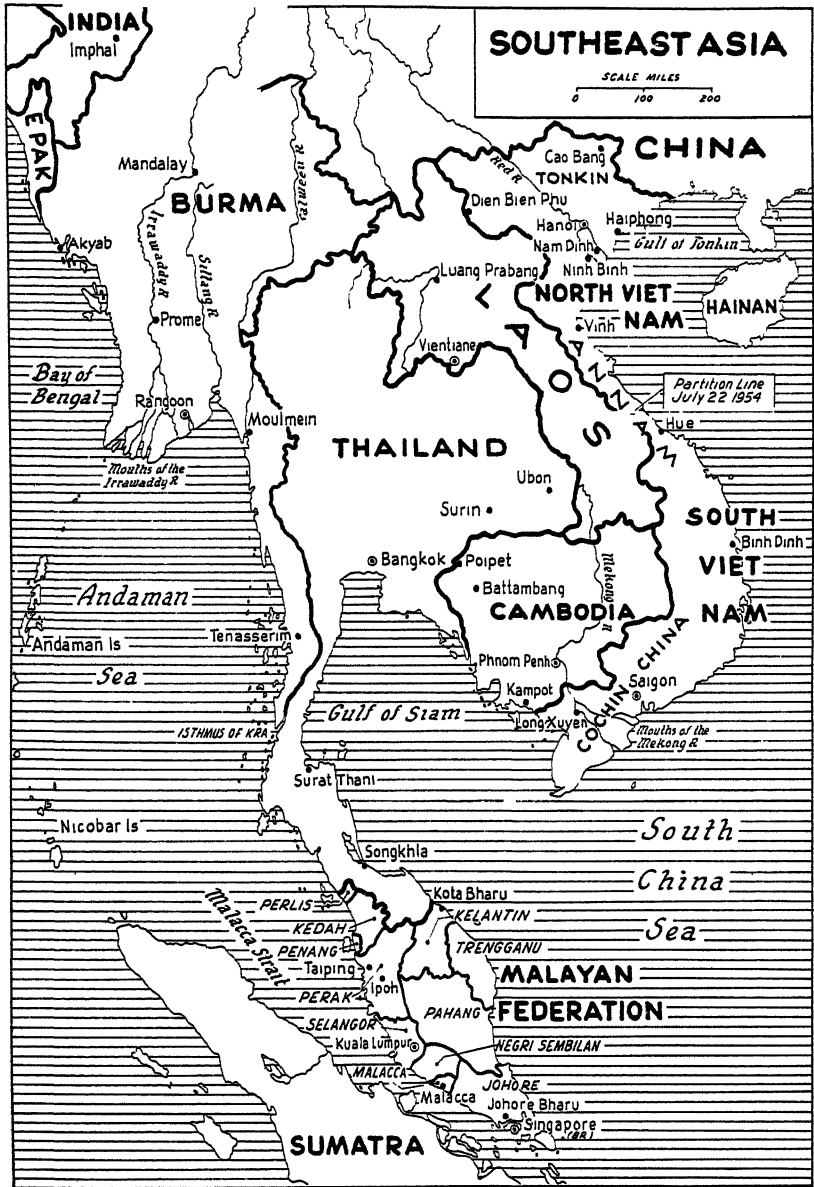 SOUTHEAST ASIA
SCALE MILES
0 100 200
INDIA
Imphal
E PAK
CHINA
Cao Bang
TONKIN
Red R
Mandalay
BURMA
Salween R
Dien Bien Phu
Hanoi
Haiphong
Nam Dinh
Gulf of Tonkin
Ninh Binh
Akyab
Irrawaddy R
Sittang R
Luang Prabang
LAOS
NORTH VIET
NAM
HAINAN
Prome
Vinh
ANNAM
Vientiane
Bay of
Bengal
Partition Line
July 22 1954
Rangoon
Moulmein
Hue
THAILAND
Mouths of the
Irrawaddy R
Ubon
Surin
SOUTH
VIET
NAM
Binh Dinh
Bangkok
Poipet
Battambang
Mekong R
CAMBODIA
Andaman
Sea
Andaman Is
Tenasserim
Phnom Penh
Kampot
COCHIN CHINA
Saigon
Long Xuyen
Mouths of the
Mekong R
Gulf of Siam
ISTHMUS OF KRA
Surat Thani
Nicobar Is
South
China
Sea
Songkhla
Malacca Strait
PERLIS
Kota Bharu
KEDAH
KELANTIN
PENANG
TRENGGANU
Taiping
Ipoh
MALAYAN
FEDERATION
PERAK
PAHANG
SELANGOR
Kuala Lumpur
NEGRI SEMBILAN
MALACCA
Malacca
JOHORE
Johore Bharu
Singapore
(BR)
SUMATRA